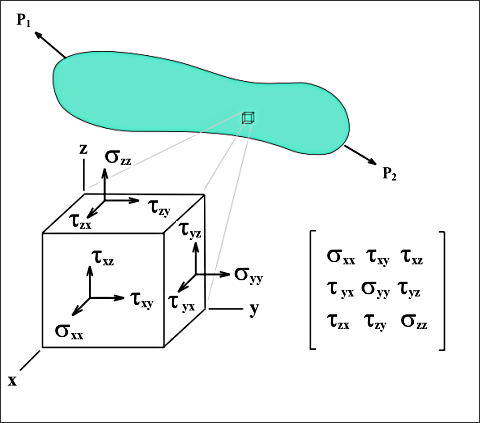 P₁
P₂
z
σzz
τzy
τzx
τyz
τxz
σyy
τxy
τyx
σxx
y
x
σxx τxy τxz
τyx σyy τyz
τzx τzy σzz